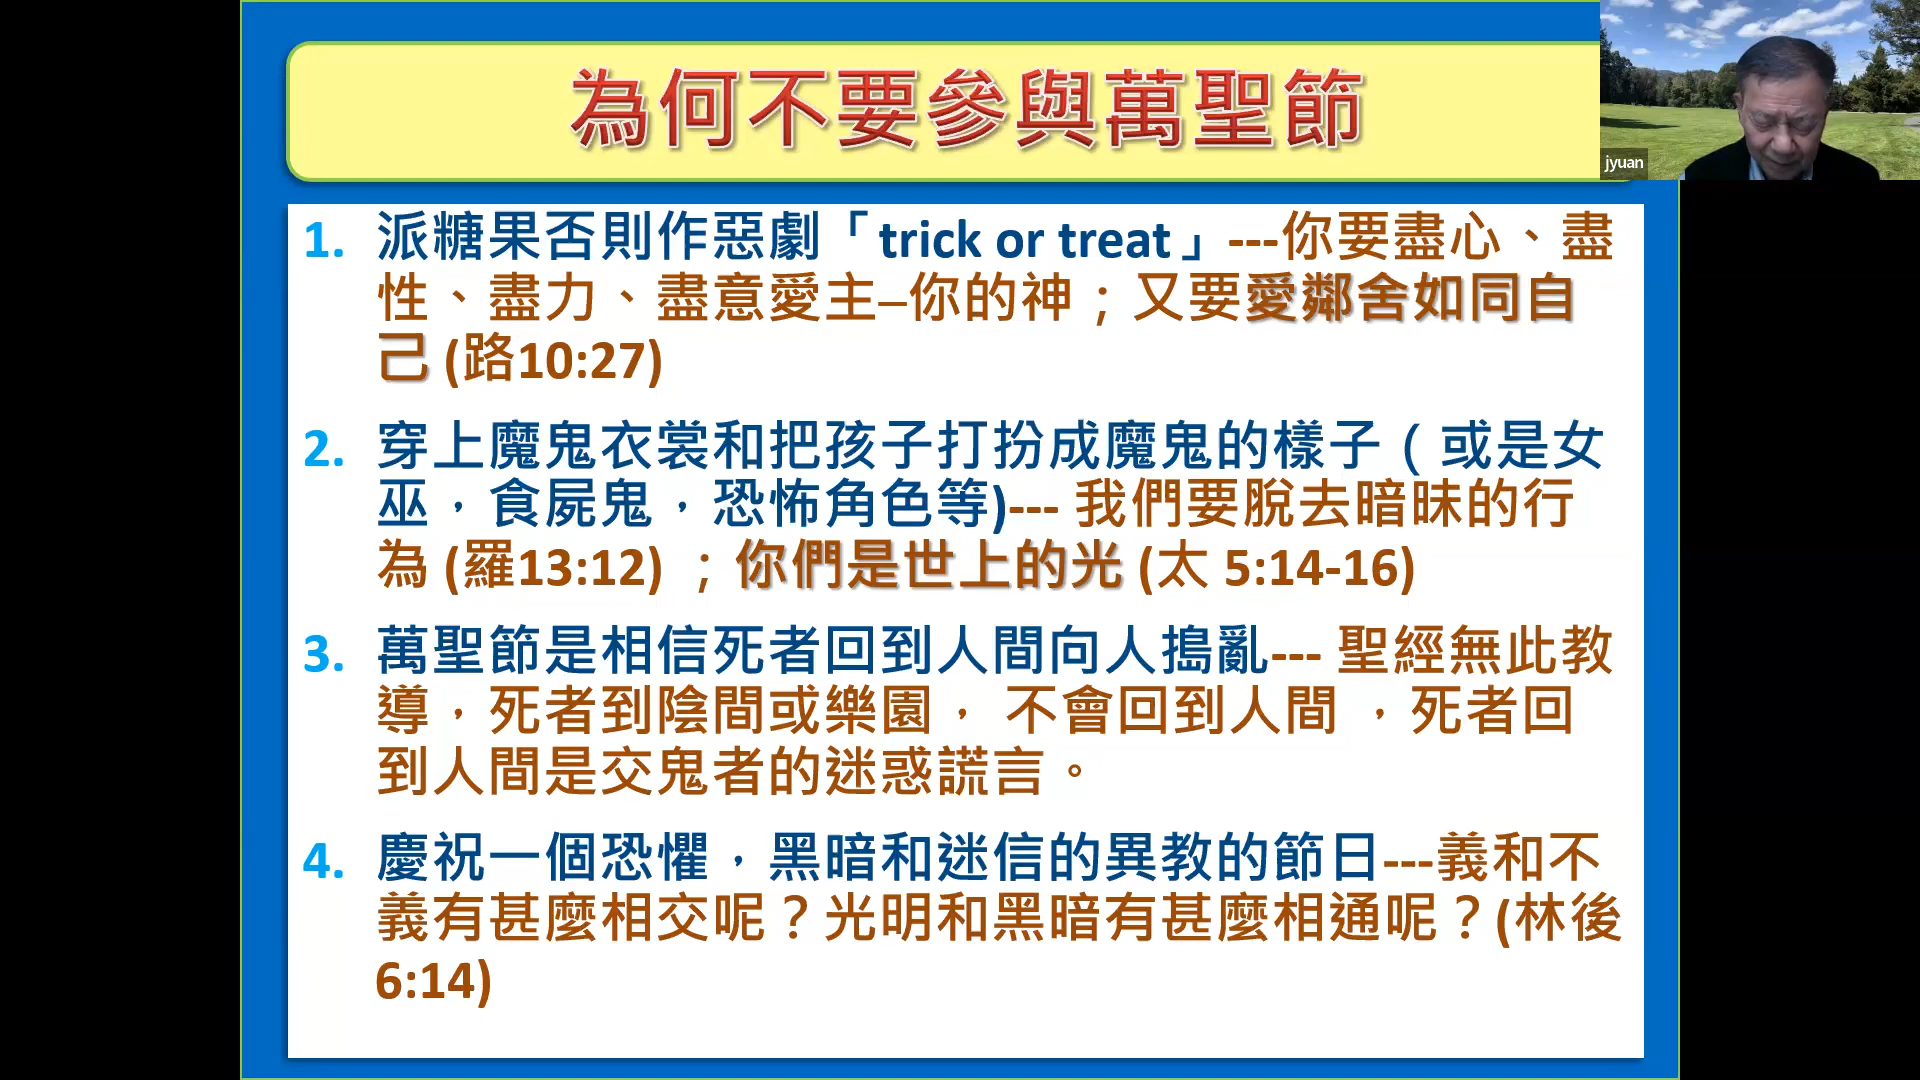 為何不要參與萬聖節
jyuan
1. 派糖果否則作惡劇「trick or treat」---你要盡心、盡
性、盡力、盡意愛主–你的神；又要愛鄰舍如同自
己 (路10:27)
2. 穿上魔鬼衣裳和把孩子打扮成魔鬼的樣子（或是女
巫，食屍鬼，恐怖角色等)--- 我們要脫去暗昧的行
為 (羅13:12) ；你們是世上的光 (太 5:14-16)
3. 萬聖節是相信死者回到人間向人搗亂--- 聖經無此教
導，死者到陰間或樂園， 不會回到人間 ，死者回
到人間是交鬼者的迷惑謊言。
4. 慶祝一個恐懼，黑暗和迷信的異教的節日---義和不
義有甚麼相交呢？光明和黑暗有甚麼相通呢？(林後
6:14)